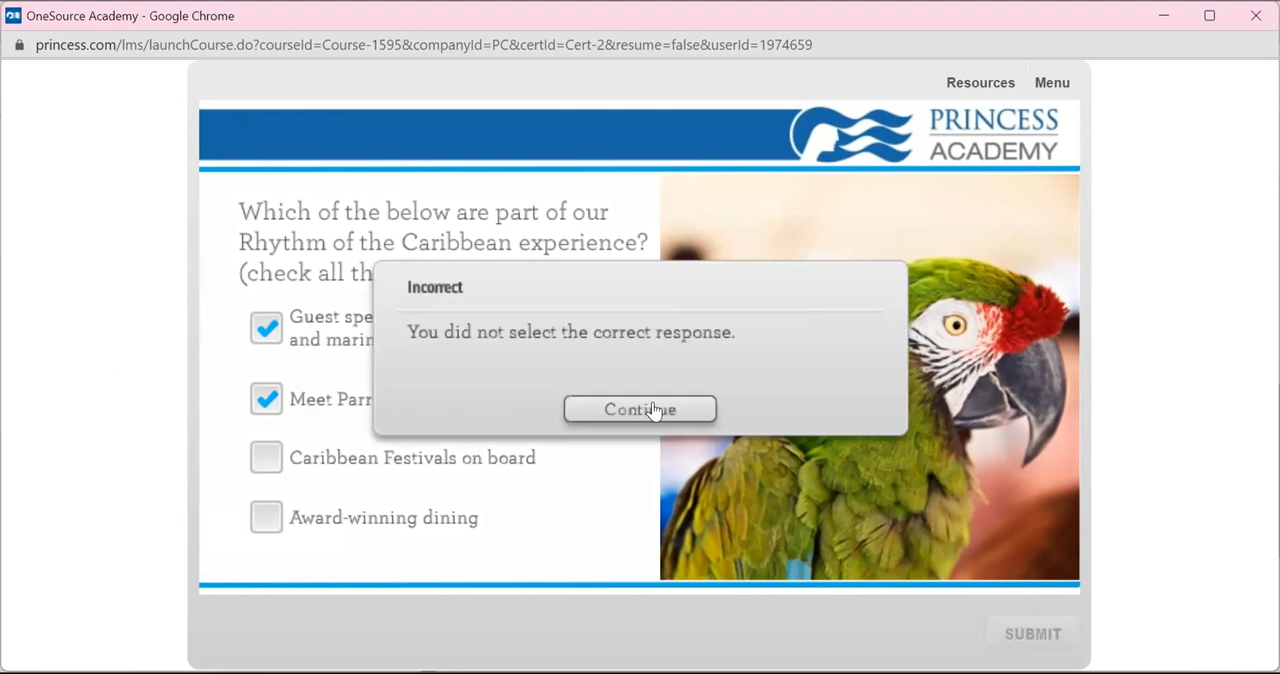 OneSource Academy - Google Chrome
princess.com/lms/launchCourse.do?courseId=Course-1595&companyId=PC&certId=Cert-2&resume=false&userId=1974659
Resources Menu
PRINCESS
ACADEMY
Which of the below are part of our
Rhythm of the Caribbean experience?
(check all th
Incorrect
Guest spe
You did not select the correct response.
and marin
Meet Parr
Continue
Caribbean Festivals on board
Award-winning dining
SUBMIT